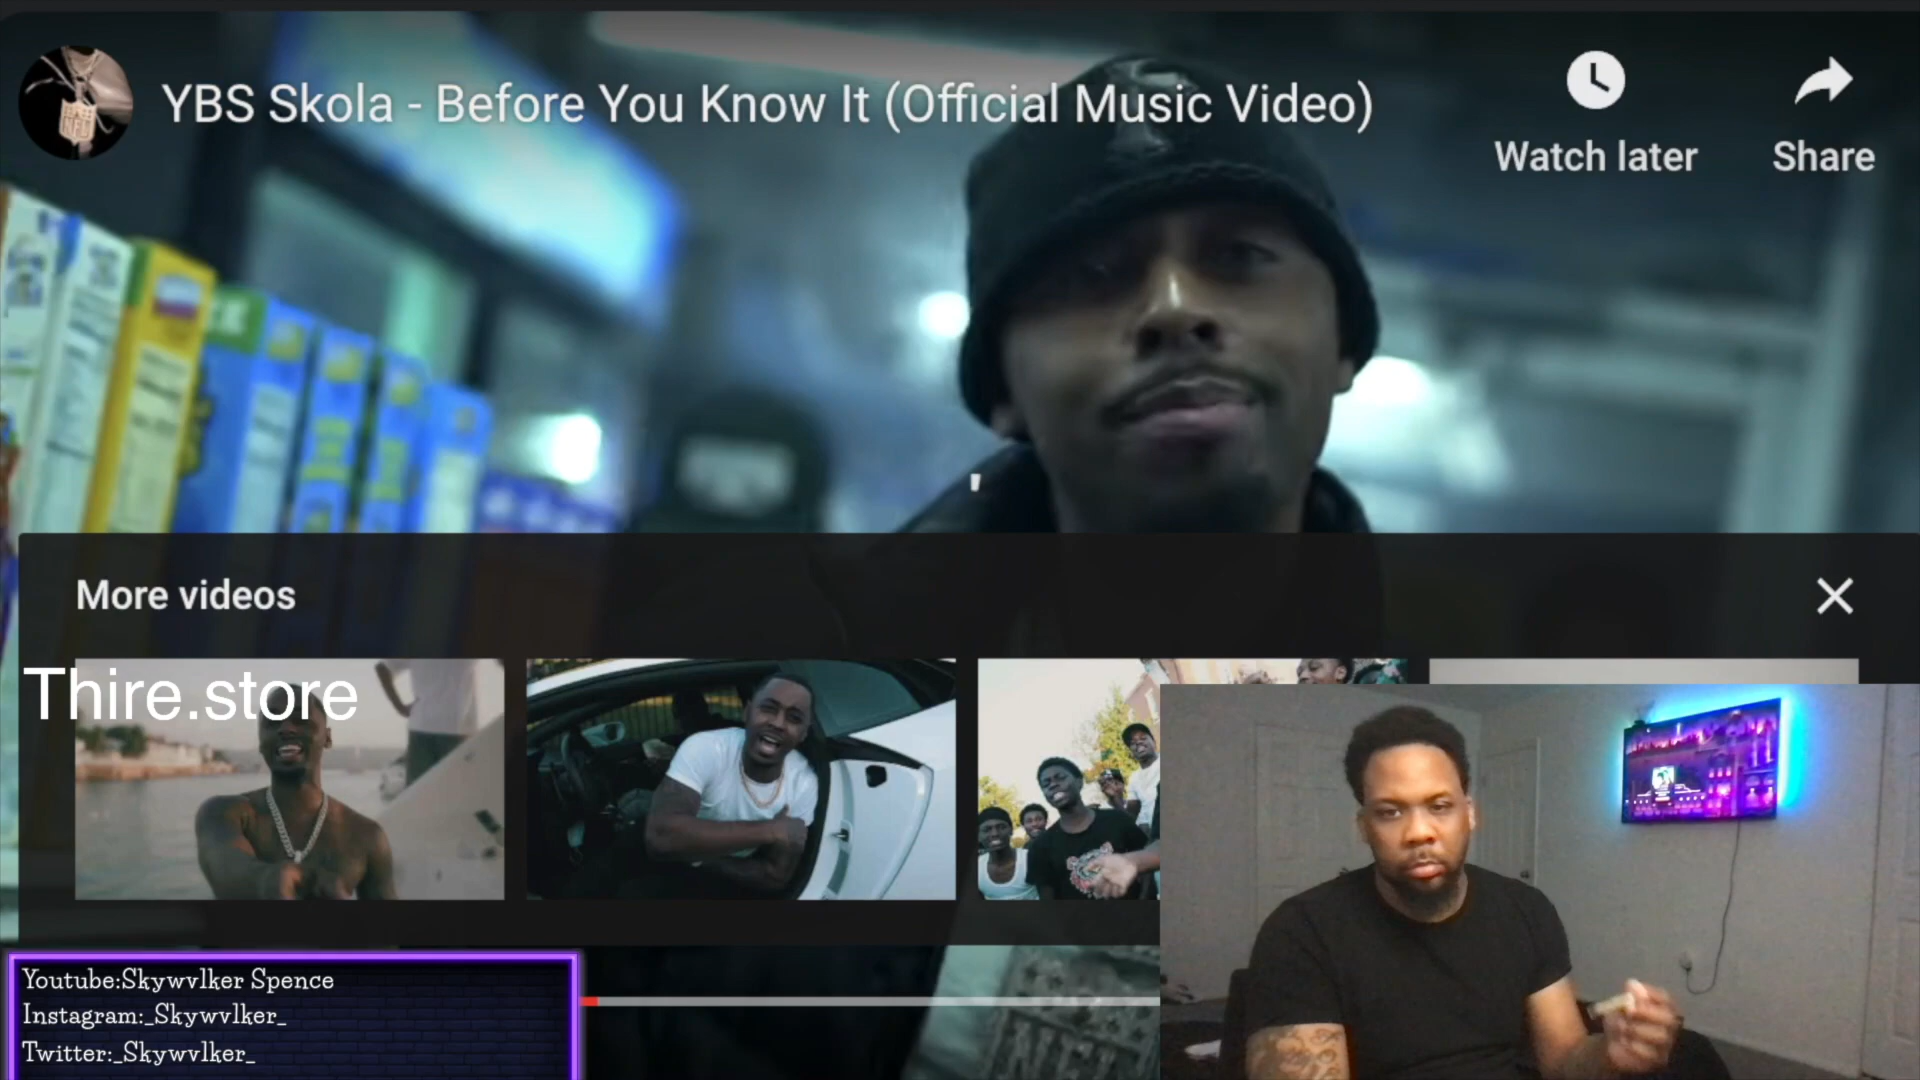 YBS Skola - Before You Know It (Official Music Video)
Watch later
Share
More videos
Thire.store
Youtube:Skywvlker Spence
Instagram:_Skywvlker_
Twitter:_Skywvlker_